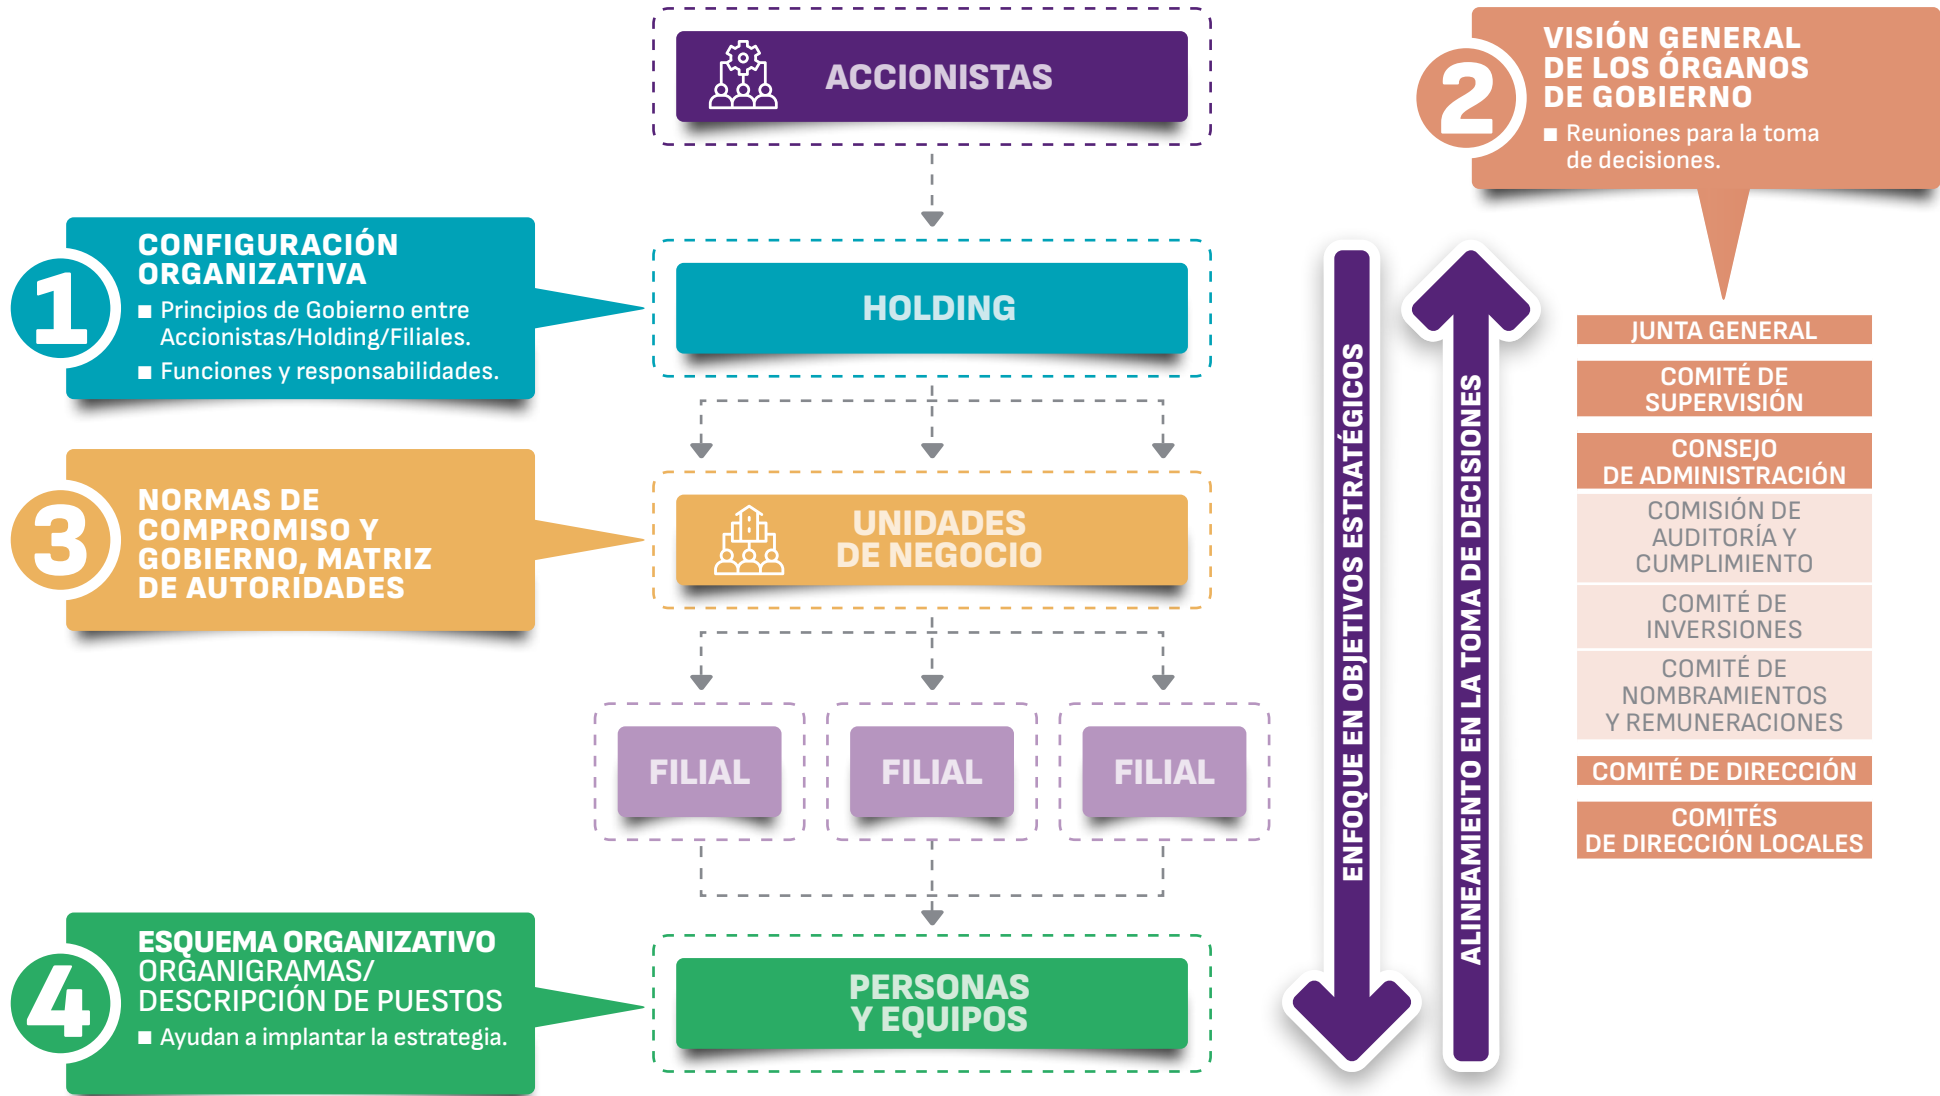 ACCIONISTAS
2
VISIÓN GENERAL
DE LOS ÓRGANOS
DE GOBIERNO
■ Reuniones para la toma
de decisiones.
1
CONFIGURACIÓN
ORGANIZATIVA
■ Principios de Gobierno entre
Accionistas/Holding/Filiales.
■ Funciones y responsabilidades.
HOLDING
3
NORMAS DE
COMPROMISO Y
GOBIERNO, MATRIZ
DE AUTORIDADES
UNIDADES
DE NEGOCIO
FILIAL
FILIAL
FILIAL
4
ESQUEMA ORGANIZATIVO
ORGANIGRAMAS/
DESCRIPCIÓN DE PUESTOS
■ Ayudan a implantar la estrategia.
PERSONAS
Y EQUIPOS
ENFOQUE EN OBJETIVOS ESTRATÉGICOS
ALINEAMIENTO EN LA TOMA DE DECISIONES
JUNTA GENERAL
COMITÉ DE
SUPERVISIÓN
CONSEJO
DE ADMINISTRACIÓN
COMISIÓN DE
AUDITORÍA Y
CUMPLIMIENTO
COMITÉ DE
INVERSIONES
COMITÉ DE
NOMBRAMIENTOS
Y REMUNERACIONES
COMITÉ DE DIRECCIÓN
COMITÉS
DE DIRECCIÓN LOCALES